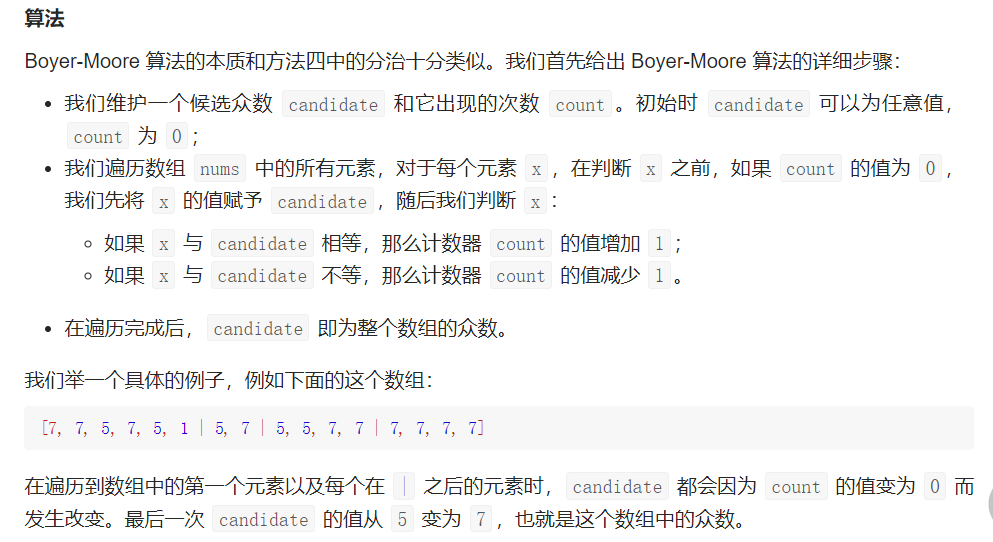 算法
Boyer-Moore 算法的本质和方法四中的分治十分类似。我们首先给出 Boyer-Moore 算法的详细步骤：
• 我们维护一个候选众数 candidate 和它出现的次数 count 。初始时 candidate 可以为任意值，
count 为 0 ；
• 我们遍历数组 nums 中的所有元素，对于每个元素 x ，在判断 x 之前，如果 count 的值为 0 ，
我们先将 x 的值赋予 candidate ，随后我们判断 x ：
◦ 如果 x 与 candidate 相等，那么计数器 count 的值增加 1 ；
◦ 如果 x 与 candidate 不等，那么计数器 count 的值减少 1 。
• 在遍历完成后， candidate 即为整个数组的众数。
我们举一个具体的例子，例如下面的这个数组：
[7, 7, 5, 7, 5, 1 | 5, 7 | 5, 5, 7, 7 | 7, 7, 7, 7]
在遍历到数组中的第一个元素以及每个在 | 之后的元素时， candidate 都会因为 count 的值变为 0 而
发生改变。最后一次 candidate 的值从 5 变为 7 ，也就是这个数组中的众数。